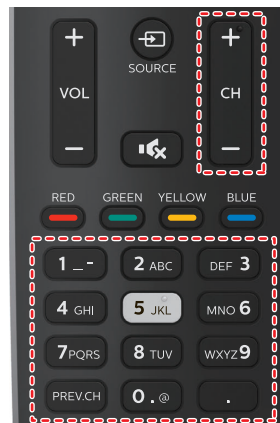 + +
SOURCE
VOL CH
– –
RED GREEN YELLOW BLUE
1 _- 2 ABC DEF 3
4 GHI 5 JKL MNO 6
7PQRS 8 TUV WXYZ9
PREV.CH 0.@ .